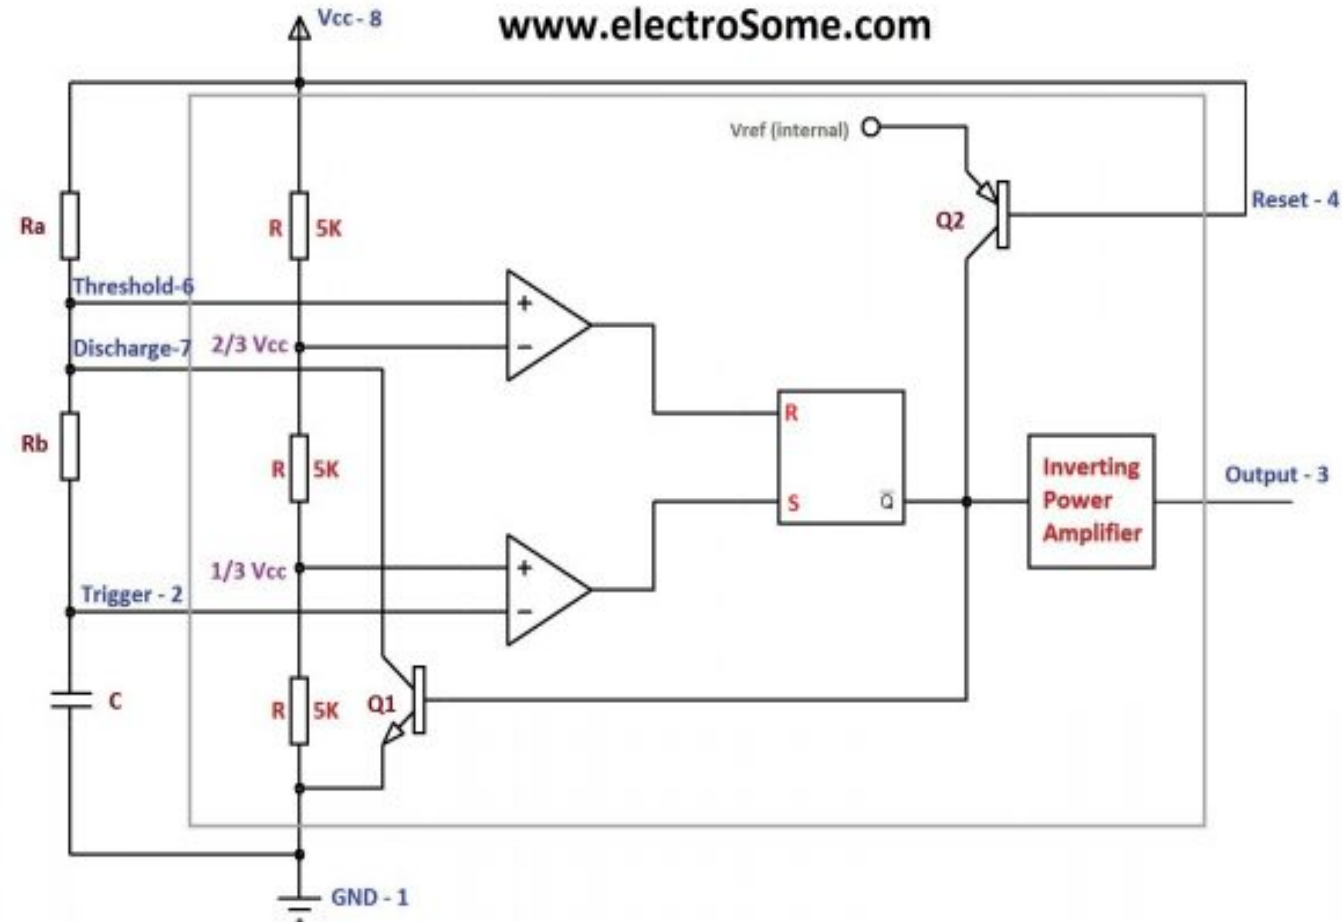 www.electroSome.com
Vcc - 8
Vref (internal)
Reset - 4
Q2
Ra
R 5K
Threshold-6
+
−
Discharge-7
2/3 Vcc
R
Rb
R 5K
Inverting
Power
Amplifier
Output - 3
S
Q̅
1/3 Vcc
+
−
Trigger - 2
C
R 5K
Q1
GND - 1